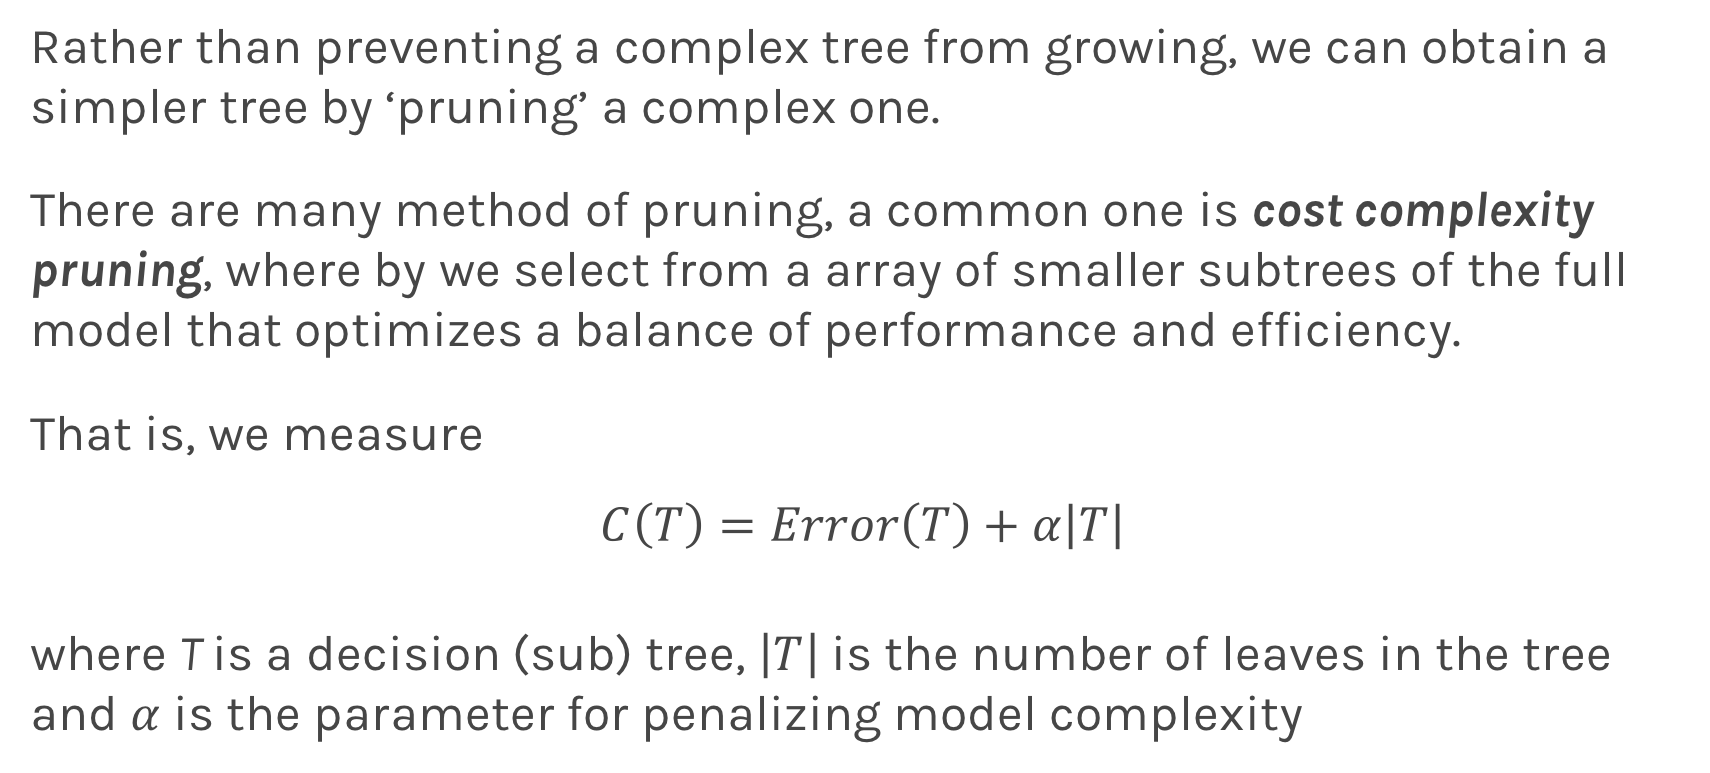 Rather than preventing a complex tree from growing, we can obtain a
simpler tree by ‘pruning’ a complex one.
There are many method of pruning, a common one is cost complexity
pruning, where by we select from a array of smaller subtrees of the full
model that optimizes a balance of performance and efficiency.
That is, we measure
C(T) = Error(T) + α|T|
where T is a decision (sub) tree, |T| is the number of leaves in the tree
and α is the parameter for penalizing model complexity